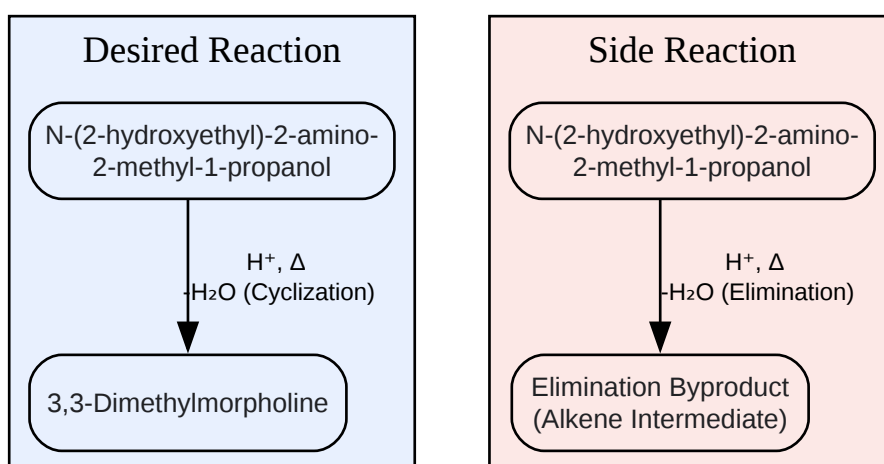 Desired Reaction
N-(2-hydroxyethyl)-2-amino-
2-methyl-1-propanol
H⁺, Δ
-H₂O (Cyclization)
3,3-Dimethylmorpholine
Side Reaction
N-(2-hydroxyethyl)-2-amino-
2-methyl-1-propanol
H⁺, Δ
-H₂O (Elimination)
Elimination Byproduct
(Alkene Intermediate)